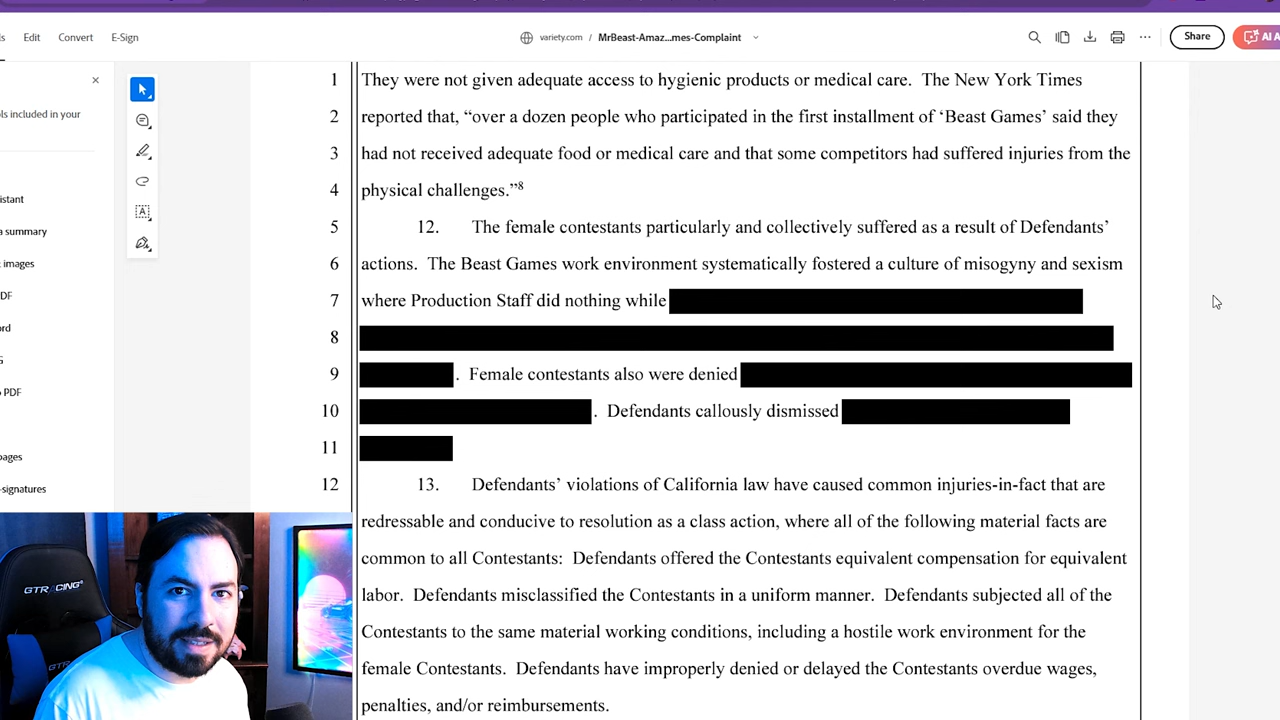 Edit Convert E-Sign
variety.com / MrBeast-Amaz...mes-Complaint
Share
AI A
ols included in your
istant
a summary
images
DF
ord
G
PDF
pages
-signatures
1 They were not given adequate access to hygienic products or medical care. The New York Times
2 reported that, “over a dozen people who participated in the first installment of ‘Beast Games’ said they
3 had not received adequate food or medical care and that some competitors had suffered injuries from the
4 physical challenges.”8
5 12. The female contestants particularly and collectively suffered as a result of Defendants’
6 actions. The Beast Games work environment systematically fostered a culture of misogyny and sexism
7 where Production Staff did nothing while
8
9 . Female contestants also were denied
10 . Defendants callously dismissed
11
12 13. Defendants’ violations of California law have caused common injuries-in-fact that are
redressable and conducive to resolution as a class action, where all of the following material facts are
common to all Contestants: Defendants offered the Contestants equivalent compensation for equivalent
labor. Defendants misclassified the Contestants in a uniform manner. Defendants subjected all of the
Contestants to the same material working conditions, including a hostile work environment for the
female Contestants. Defendants have improperly denied or delayed the Contestants overdue wages,
penalties, and/or reimbursements.
GTRACING